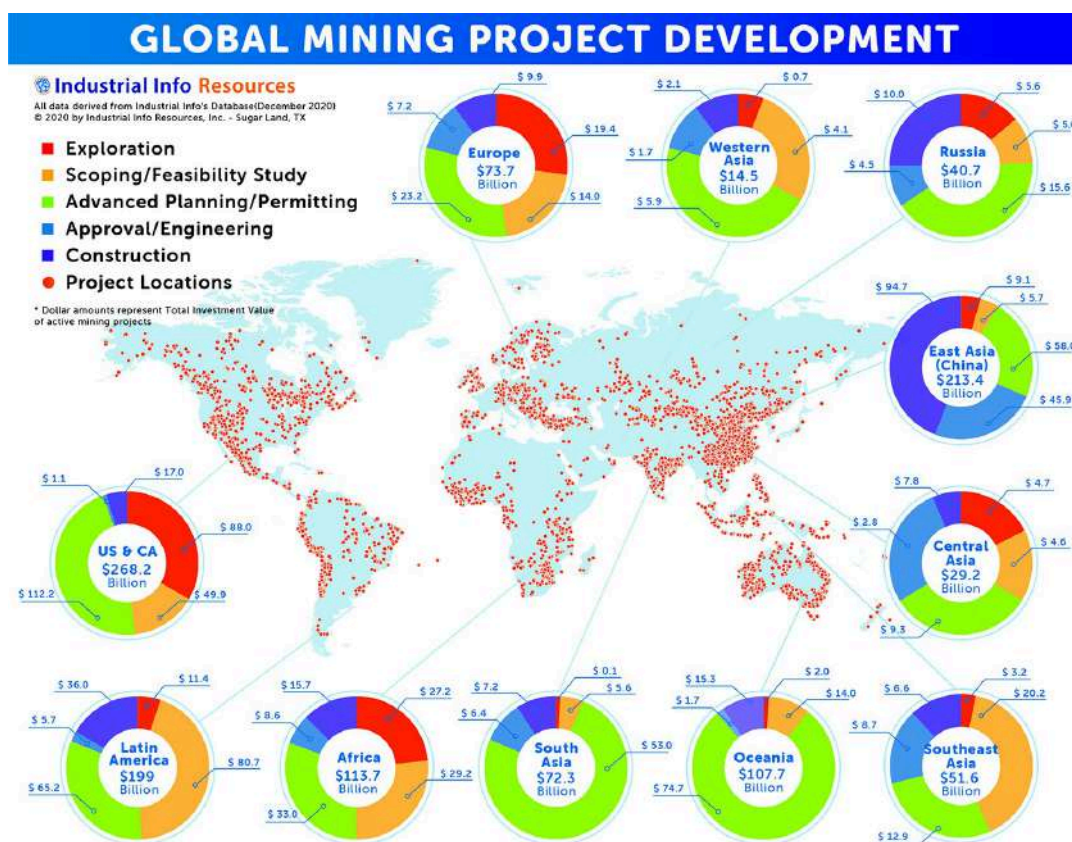 GLOBAL MINING PROJECT DEVELOPMENT
Industrial Info Resources
All data derived from Industrial Info's Database(December 2020)
© 2020 by Industrial Info Resources, Inc. - Sugar Land, TX
Exploration
Scoping/Feasibility Study
Advanced Planning/Permitting
Approval/Engineering
Construction
Project Locations
* Dollar amounts represent Total Investment Value
of active mining projects
$ 9.9
$ 7.2
$ 19.4
Europe
$73.7
Billion
$ 23.2
$ 14.0
$ 2.1
$ 0.7
$ 4.1
Western
Asia
$14.5
Billion
$ 1.7
$ 5.9
$ 10.0
$ 5.6
Russia
$40.7
Billion
$ 4.5
$ 15.6
$ 94.7
$ 9.1
$ 5.7
East Asia
(China)
$213.4
Billion
$ 58.0
$ 45.9
$ 1.1
$ 17.0
$ 88.0
US & CA
$268.2
Billion
$ 112.2
$ 49.9
$ 7.8
$ 4.7
$ 2.8
Central
Asia
$29.2
Billion
$ 4.6
$ 9.3
$ 36.0
$ 11.4
$ 5.7
Latin
America
$199
Billion
$ 65.2
$ 80.7
$ 15.7
$ 27.2
$ 8.6
Africa
$113.7
Billion
$ 33.0
$ 29.2
$ 7.2
$ 0.1
$ 5.6
$ 6.4
South
Asia
$72.3
Billion
$ 53.0
$ 15.3
$ 2.0
$ 14.0
$ 1.7
Oceania
$107.7
Billion
$ 74.7
$ 6.6
$ 3.2
$ 20.2
$ 8.7
Southeast
Asia
$51.6
Billion
$ 12.9